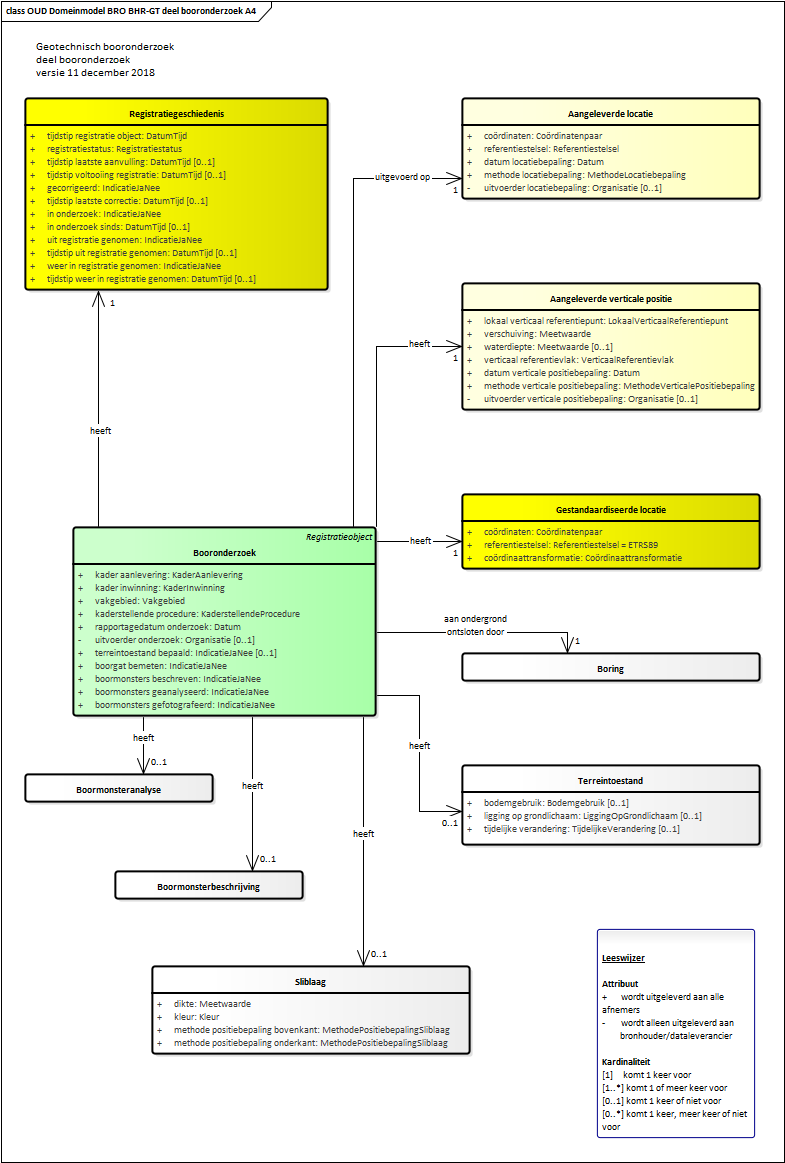 class OUD Domeinmodel BRO BHR-GT deel booronderzoek A4
Geotechnisch booronderzoek
deel booronderzoek
versie 11 december 2018
Registratiegeschiedenis
+ tijdstip registratie object: DatumTijd
+ registratiestatus: Registratiestatus
+ tijdstip laatste aanvulling: DatumTijd [0..1]
+ tijdstip voltooiing registratie: DatumTijd [0..1]
+ gecorrigeerd: IndicatieJaNee
+ tijdstip laatste correctie: DatumTijd [0..1]
+ in onderzoek: IndicatieJaNee
+ in onderzoek sinds: DatumTijd [0..1]
+ uit registratie genomen: IndicatieJaNee
+ tijdstip uit registratie genomen: DatumTijd [0..1]
+ weer in registratie genomen: IndicatieJaNee
+ tijdstip weer in registratie genomen: DatumTijd [0..1]
Aangeleverde locatie
+ coördinaten: Coördinatenpaar
+ referentiestelsel: Referentiestelsel
+ datum locatiebepaling: Datum
+ methode locatiebepaling: MethodeLocatiebepaling
- uitvoerder locatiebepaling: Organisatie [0..1]
uitgevoerd op
1
Aangeleverde verticale positie
+ lokaal verticaal referentiepunt: LokaalVerticaalReferentiepunt
+ verschuiving: Meetwaarde
+ waterdiepte: Meetwaarde [0..1]
+ verticaal referentievlak: VerticaalReferentievlak
+ datum verticale positiebepaling: Datum
+ methode verticale positiebepaling: MethodeVerticalePositiebepaling
- uitvoerder verticale positiebepaling: Organisatie [0..1]
heeft
1
1
heeft
Gestandaardiseerde locatie
+ coördinaten: Coördinatenpaar
+ referentiestelsel: Referentiestelsel = ETRS89
+ coördinaattransformatie: Coördinaattransformatie
heeft
1
Registratieobject
Booronderzoek
+ kader aanlevering: KaderAanlevering
+ kader inwinning: KaderInwinning
+ vakgebied: Vakgebied
+ kaderstellende procedure: KaderstellendeProcedure
+ rapportagedatum onderzoek: Datum
- uitvoerder onderzoek: Organisatie [0..1]
+ terreintoestand bepaald: IndicatieJaNee [0..1]
+ boorgat bemeten: IndicatieJaNee
+ boormonsters beschreven: IndicatieJaNee
+ boormonsters geanalyseerd: IndicatieJaNee
+ boormonsters gefotografeerd: IndicatieJaNee
aan ondergrond
ontsloten door
1
Boring
heeft
0..1
Terreintoestand
+ bodemgebruik: Bodemgebruik [0..1]
+ ligging op grondlichaam: LiggingOpGrondlichaam [0..1]
+ tijdelijke verandering: TijdelijkeVerandering [0..1]
heeft
0..1
Boormonsteranalyse
heeft
0..1
Boormonsterbeschrijving
heeft
0..1
Sliblaag
+ dikte: Meetwaarde
+ kleur: Kleur
+ methode positiebepaling bovenkant: MethodePositiebepalingSliblaag
+ methode positiebepaling onderkant: MethodePositiebepalingSliblaag
Leeswijzer
Attribuut
+ wordt uitgeleverd aan alle
afnemers
- wordt alleen uitgeleverd aan
bronhouder/dataleverancier
Kardinaliteit
[1] komt 1 keer voor
[1..*] komt 1 of meer keer voor
[0..1] komt 1 keer of niet voor
[0..*] komt 1 keer, meer keer of niet
voor